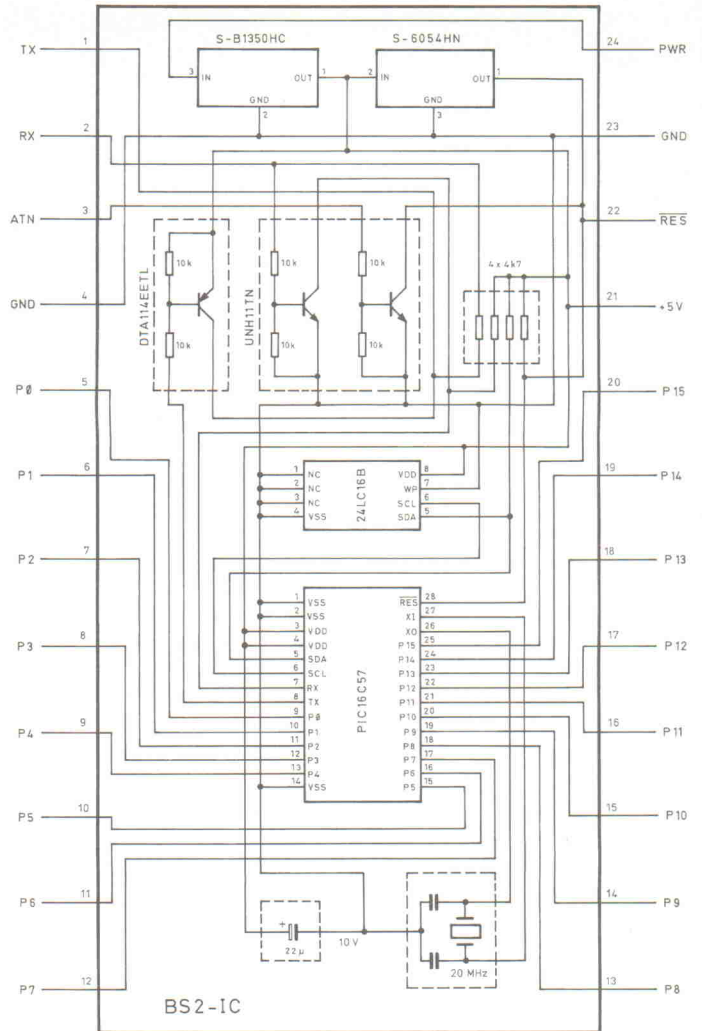 S-B1350HC S-6054HN
TX 1 24 PWR
3 IN OUT 1 2 IN OUT 1
GND GND
2 3
RX 2 23 GND
ATN 3 22 RES
DTA114EETL 10k 10k
UNH11TN 10k 10k 10k 10k
4 x 4k7
GND 4 21 +5V
PØ 5 20 P15
P1 6 19 P14
24LC16B
1 NC VDD 8
2 NC WP 7
3 NC SCL 6
4 VSS SDA 5
P2 7 18 P13
PIC16C57
1 VSS RES 28
2 VSS XI 27
3 VDD XO 26
4 VDD P15 25
5 SDA P14 24
6 SCL P13 23
7 RX P12 22
8 TX P11 21
9 PØ P10 20
10 P1 P9 19
11 P2 P8 18
12 P3 P7 17
13 P4 P6 16
14 VSS P5 15
P3 8 17 P12
P4 9 16 P11
P5 10 15 P10
P6 11 14 P9
+ 22µ 10V
20 MHz
P7 12 13 P8
BS2-IC